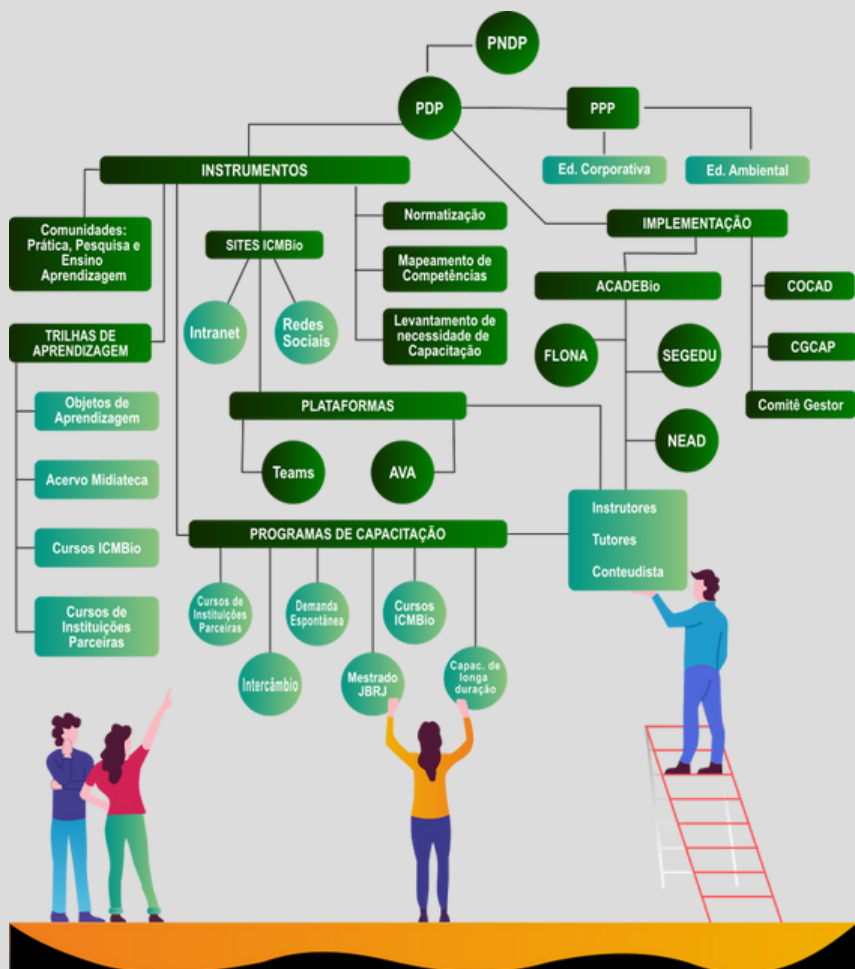 PNDP
PDP
PPP
Ed. Corporativa
Ed. Ambiental
INSTRUMENTOS
Comunidades:
Prática, Pesquisa e
Ensino
Aprendizagem
SITES ICMBio
Intranet
Redes
Sociais
Normatização
Mapeamento de
Competências
Levantamento de
necessidade de
Capacitação
IMPLEMENTAÇÃO
ACADEBio
FLONA
SEGEDU
NEAD
COCAD
CGCAP
Comitê Gestor
TRILHAS DE
APRENDIZAGEM
Objetos de
Aprendizagem
Acervo Midiateca
Cursos ICMBio
Cursos de
Instituições
Parceiras
PLATAFORMAS
Teams
AVA
PROGRAMAS DE CAPACITAÇÃO
Cursos de
Instituições
Parceiras
Intercâmbio
Demanda
Espontânea
Mestrado
JBRJ
Cursos
ICMBio
Capac. de
longa
duração
Instrutores
Tutores
Conteudista